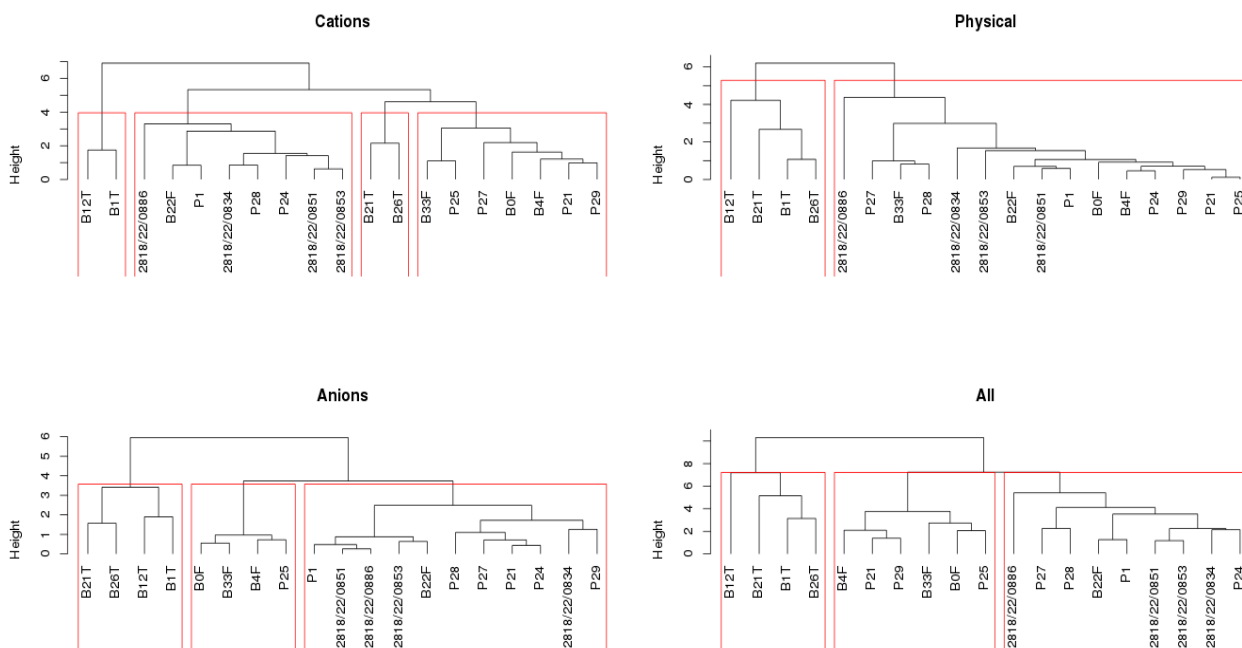 Cations
Height
0 2 4 6
B12T B1T 2818/22/0886 B22F P1 2818/22/0834 P28 P24 2818/22/0851 2818/22/0853 B21T B26T B33F P25 P27 B0F B4F P21 P29
Physical
Height
0 2 4 6
B12T B21T B1T B26T 2818/22/0886 P27 B33F P28 2818/22/0834 2818/22/0853 B22F 2818/22/0851 P1 B0F B4F P24 P29 P21 P25
Anions
Height
0 1 2 3 4 5 6
B21T B26T B12T B1T B0F B33F B4F P25 P1 2818/22/0851 2818/22/0886 2818/22/0853 B22F P28 P27 P21 P24 2818/22/0834 P29
All
Height
0 2 4 6 8
B12T B21T B1T B26T B4F P21 P29 B33F B0F P25 2818/22/0886 P27 P28 B22F P1 2818/22/0851 2818/22/0853 2818/22/0834 P24